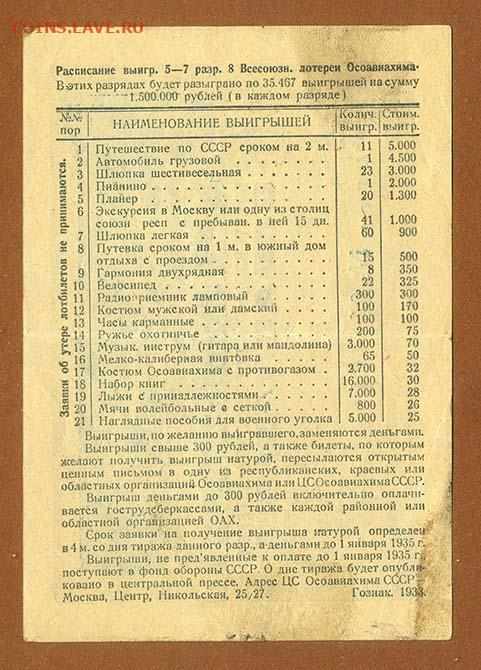 COINS.LAVE.RU
Расписание выигр. 5—7 разр. 8 Всесоюзн. лотереи Осоавиахима.
В этих разрядах будет разыграно по 35.467 выигрышей на сумму
1.500.000 рублей (в каждом разряде)
Заявки об утере лотбилетов не принимаются.
№№ пор НАИМЕНОВАНИЕ ВЫИГРЫШЕЙ Колич. выигр. Стоим. выигр.
1 Путешествие по СССР сроком на 2 м. 11 5.000
2 Автомобиль грузовой 1 4.500
3 Шлюпка шестивесельная 23 3.000
4 Пианино 1 2.000
5 Планер 20 1.300
6 Экскурсия в Москву или одну из столиц
союзн респ с пребыван. в ней 15 дн. 41 1.000
7 Шлюпка легкая 60 900
8 Путевка сроком на 1 м. в южный дом
отдыха с проездом 15 500
9 Гармония двухрядная 8 350
10 Велосипед 22 325
11 Радиоприемник ламповый 300 300
12 Костюм мужской или дамский 100 170
13 Часы карманные 100 100
14 Ружье охотничье 200 75
15 Музык. инструм (гитара или мандолина) 3.000 70
16 Мелко-калиберная винтовка 65 50
17 Костюм Осоавиахима с противогазом 2.700 32
18 Набор книг 16.000 30
19 Лыжи с принадлежностями 7.000 28
20 Мячи волейбольные с сеткой 800 26
21 Наглядные пособия для военного уголка 5.000 25
Выигрыши, по желанию выигравшего, заменяются деньгами.
Выигрыши свыше 300 рублей, а также билеты, по которым
желают получить выигрыш натурой, пересылаются открытым
ценным письмом в одну из республиканских, краевых или
областных организаций Осоавиахима или ЦС Осоавиахима СССР.
Выигрыш деньгами до 300 рублей включительно оплачи-
вается гострудсберкассами, а также каждой районной или
областной организацией ОАХ.
Срок заявки на получение выигрыша натурой определен
в 4 м. со дня тиража данного разр., а деньгами до 1 января 1935 г.
Выигрыши, не пред'явленные к оплате до 1 января 1935 г.
поступают в фонд обороны СССР. О дне тиража будет опубли-
ковано в центральной прессе. Адрес ЦС Осоавиахима СССР—
Москва, Центр, Никольская, 25/27. Гознак. 1933.